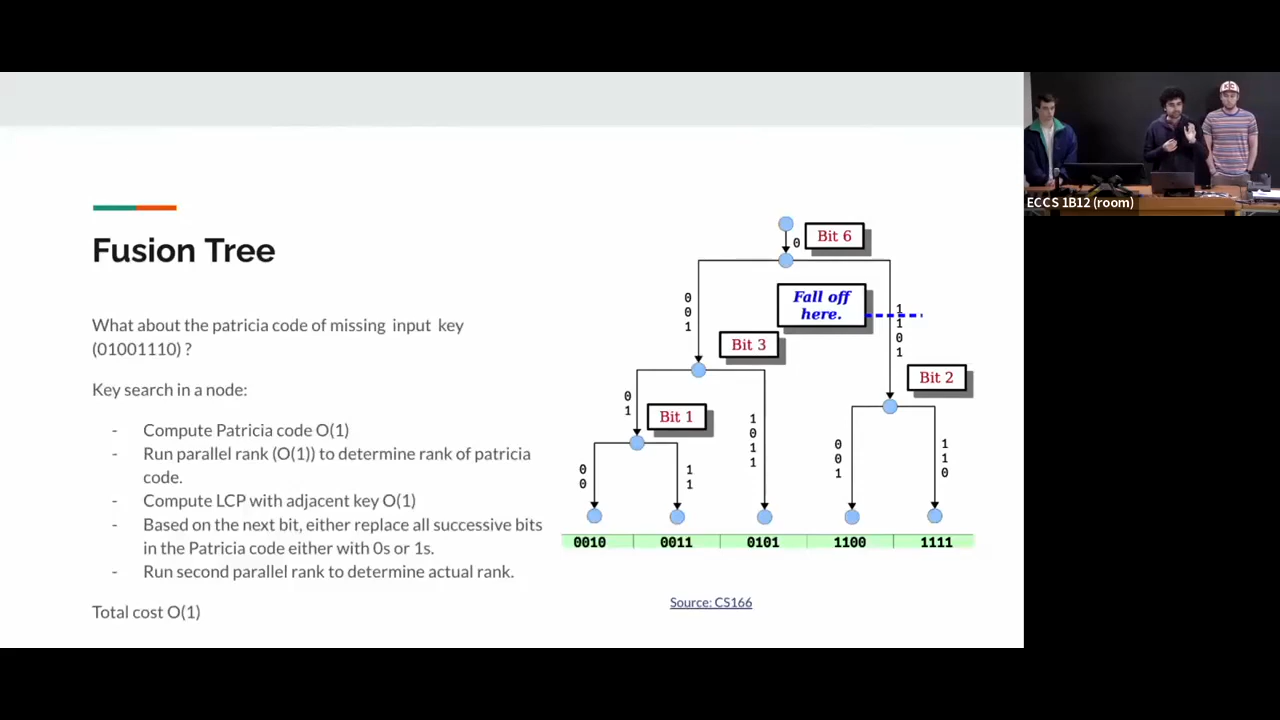 Fusion Tree
What about the patricia code of missing input key
(01001110) ?
Key search in a node:
- Compute Patricia code O(1)
- Run parallel rank (O(1)) to determine rank of patricia
code.
- Compute LCP with adjacent key O(1)
- Based on the next bit, either replace all successive bits
in the Patricia code either with 0s or 1s.
- Run second parallel rank to determine actual rank.
Total cost O(1)
Bit 6
0
Fall off
here.
0
0
1
1
1
0
1
Bit 3
Bit 2
0
1
Bit 1
1
0
1
1
0
0
1
1
0
0
1
1
1
0
0010 0011 0101 1100 1111
Source: CS166
ECCS 1B12 (room)